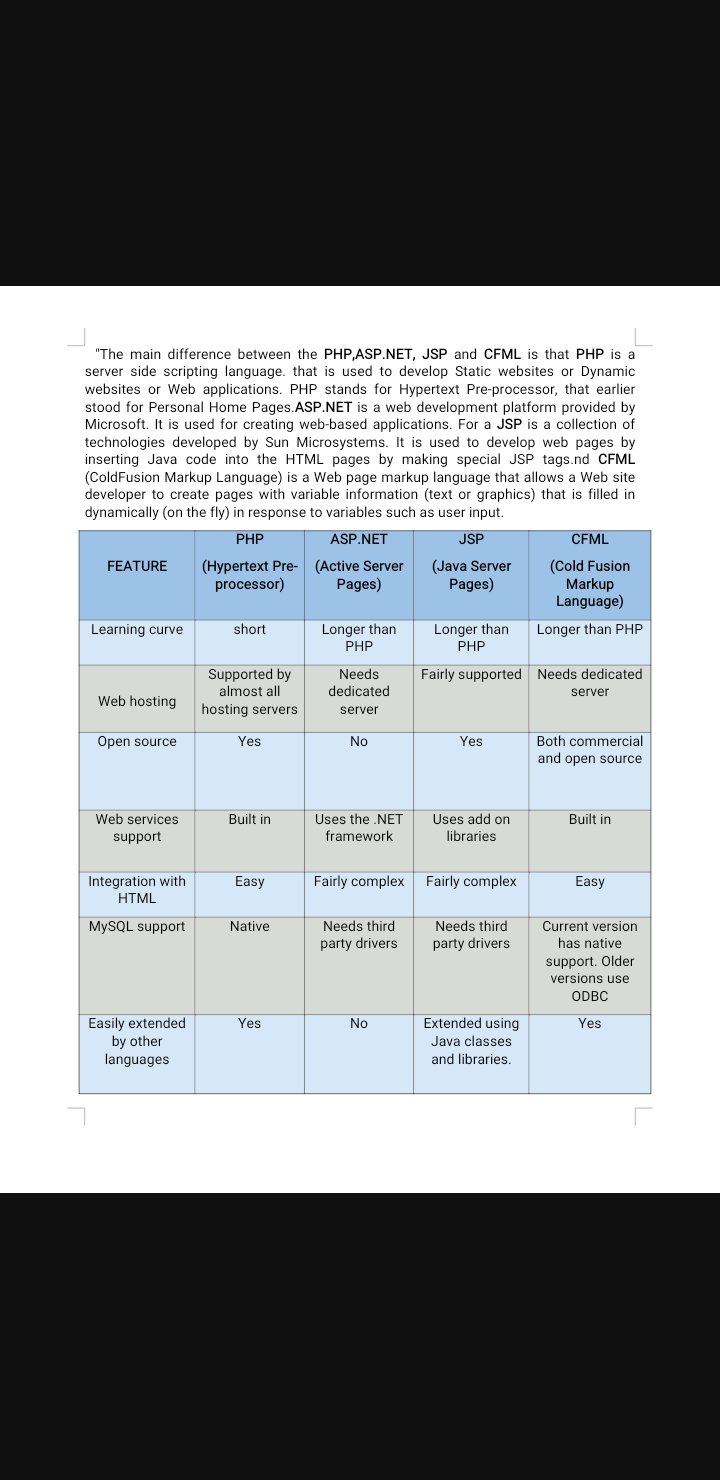 "The main difference between the PHP,ASP.NET, JSP and CFML is that PHP is a
server side scripting language. that is used to develop Static websites or Dynamic
websites or Web applications. PHP stands for Hypertext Pre-processor, that earlier
stood for Personal Home Pages.ASP.NET is a web development platform provided by
Microsoft. It is used for creating web-based applications. For a JSP is a collection of
technologies developed by Sun Microsystems. It is used to develop web pages by
inserting Java code into the HTML pages by making special JSP tags.nd CFML
(ColdFusion Markup Language) is a Web page markup language that allows a Web site
developer to create pages with variable information (text or graphics) that is filled in
dynamically (on the fly) in response to variables such as user input.
FEATURE
PHP
(Hypertext Pre-
processor)
ASP.NET
(Active Server
Pages)
JSP
(Java Server
Pages)
CFML
(Cold Fusion
Markup
Language)
Learning curve
short
Longer than
PHP
Longer than
PHP
Longer than PHP
Web hosting
Supported by
almost all
hosting servers
Needs
dedicated
server
Fairly supported
Needs dedicated
server
Open source
Yes
No
Yes
Both commercial
and open source
Web services
support
Built in
Uses the .NET
framework
Uses add on
libraries
Built in
Integration with
HTML
Easy
Fairly complex
Fairly complex
Easy
MySQL support
Native
Needs third
party drivers
Needs third
party drivers
Current version
has native
support. Older
versions use
ODBC
Easily extended
by other
languages
Yes
No
Extended using
Java classes
and libraries.
Yes